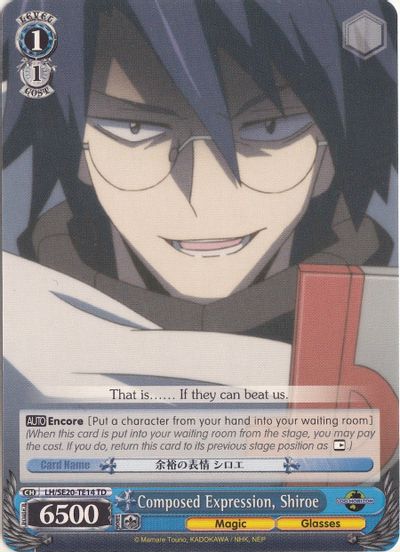 LEVEL
1
1
COST
That is...... If they can beat us.
AUTO Encore [Put a character from your hand into your waiting room]
(When this card is put into your waiting room from the stage, you may pay
the cost. If you do, return this card to its previous stage position as )
Card Name 余裕の表情 シロエ
CH LH/SE20-TE14 TD
POWER 6500
Composed Expression, Shiroe
Magic Glasses
LOG HORIZON
© Mamare Touno, KADOKAWA / NHK, NEP